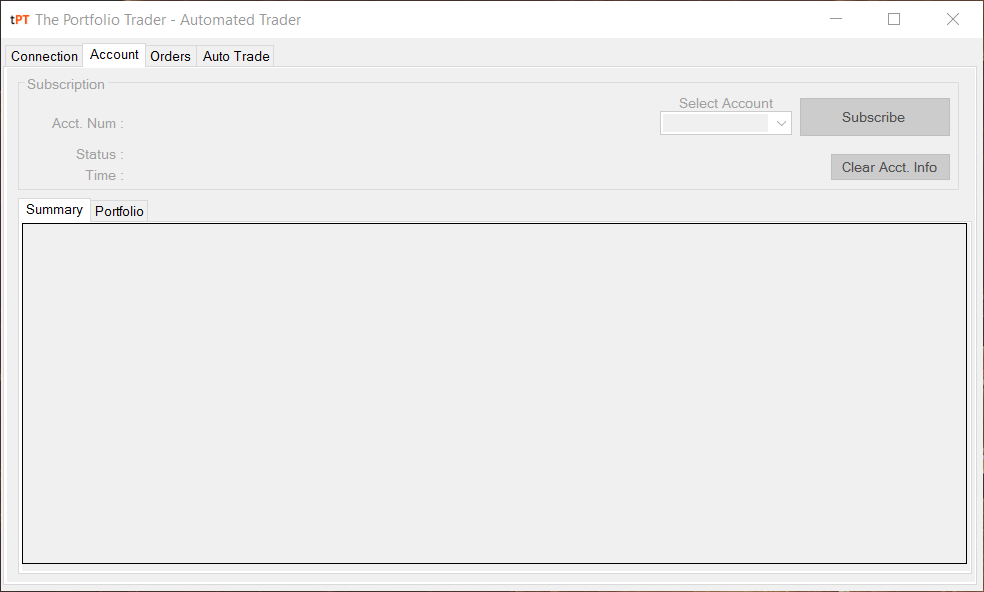 tPT The Portfolio Trader - Automated Trader
Connection Account Orders Auto Trade
Subscription
Select Account
Subscribe
Acct. Num :
Status :
Clear Acct. Info
Time :
Summary Portfolio